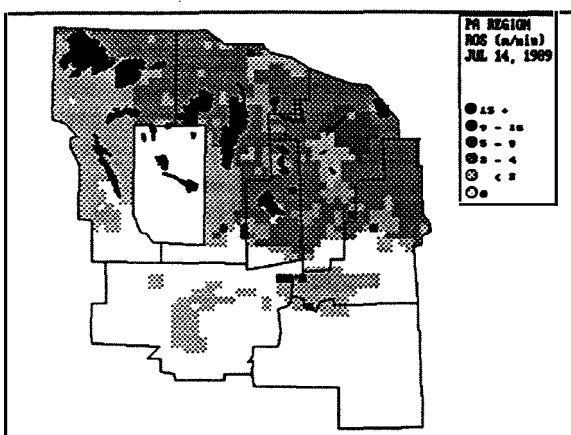 PA REGION
ROS (m/min)
JUL 14, 1989
15 +
9 - 15
5 - 9
2 - 4
< 2
0